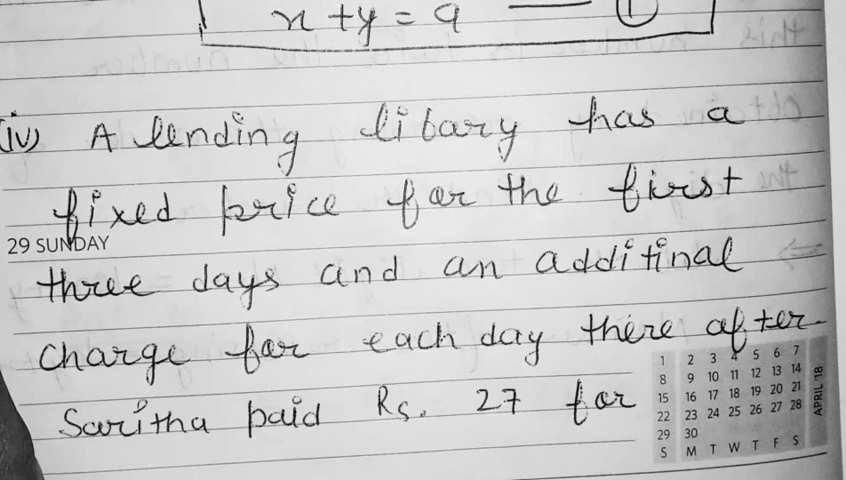 x + y = 9 — ①
(iv) A lending libary has a
fixed price for the first
29 SUNDAY
three days and an additinal
charge for each day there after.
Saritha paid Rs. 27 for
1 2 3 4 5 6 7
8 9 10 11 12 13 14
15 16 17 18 19 20 21
22 23 24 25 26 27 28
29 30
S M T W T F S
APRIL 18